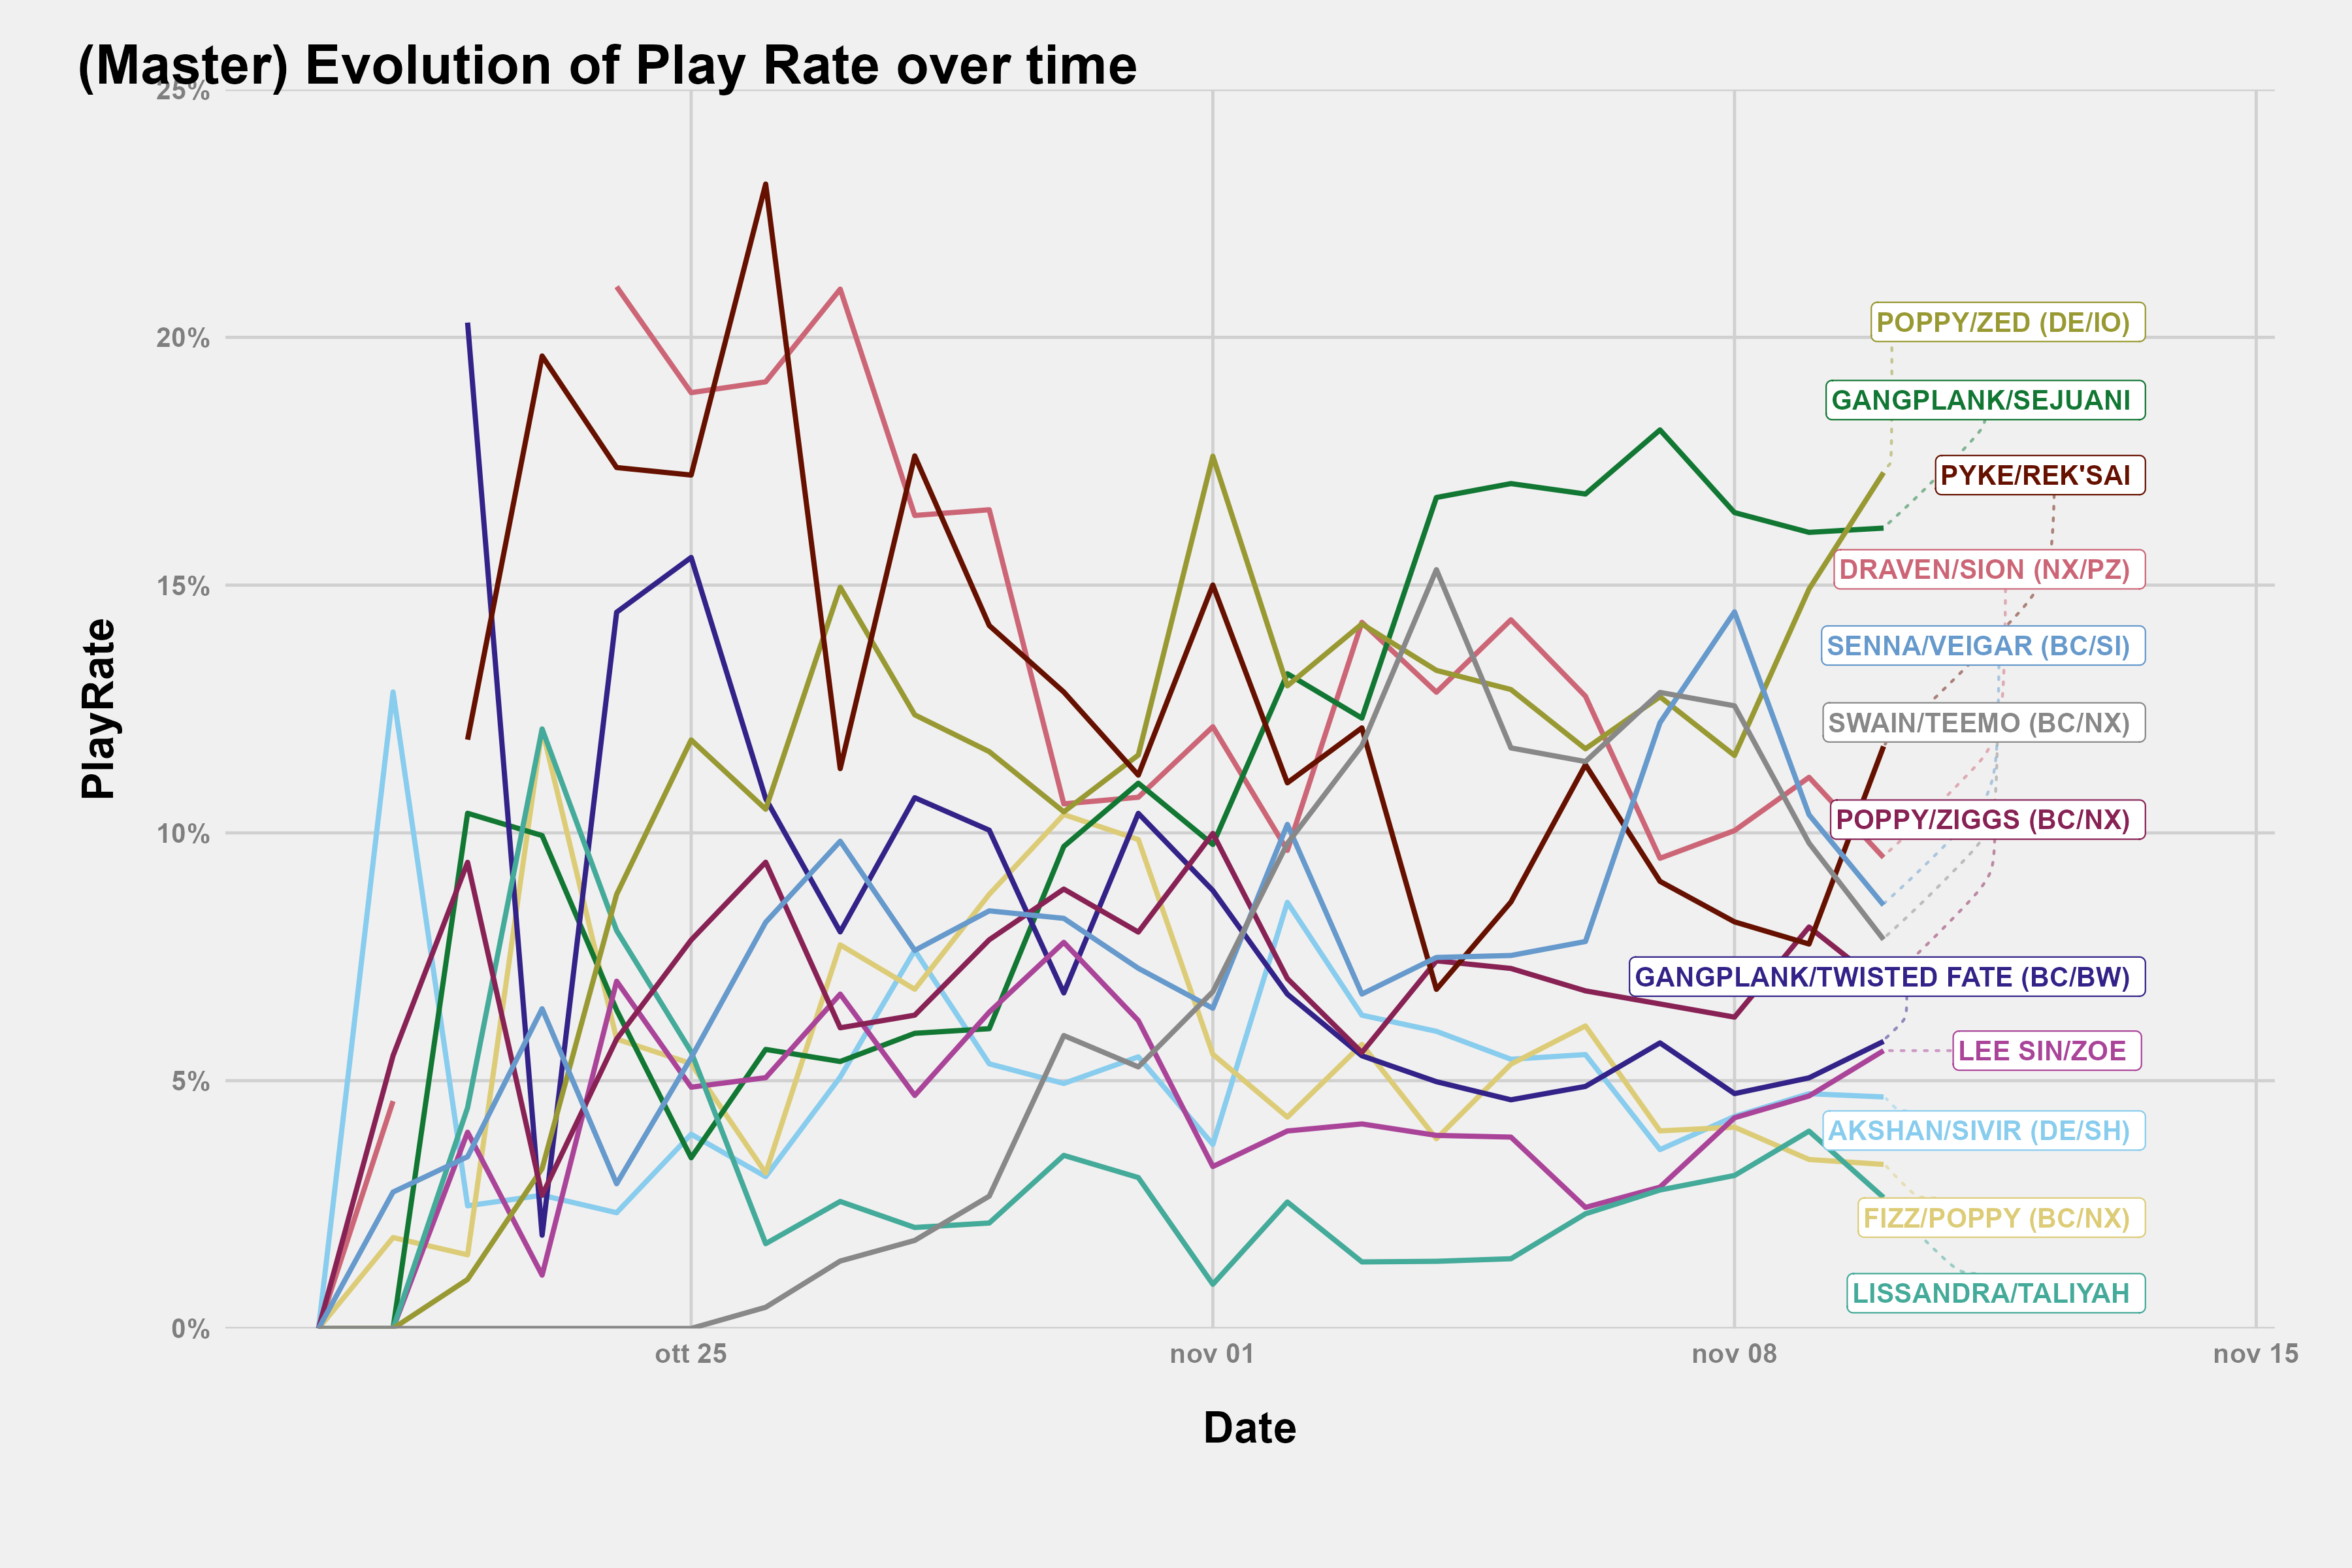 (Master) Evolution of Play Rate over time
25%
20%
15%
10%
5%
0%
PlayRate
POPPY/ZED (DE/IO)
GANGPLANK/SEJUANI
PYKE/REK'SAI
DRAVEN/SION (NX/PZ)
SENNA/VEIGAR (BC/SI)
SWAIN/TEEMO (BC/NX)
POPPY/ZIGGS (BC/NX)
GANGPLANK/TWISTED FATE (BC/BW)
LEE SIN/ZOE
AKSHAN/SIVIR (DE/SH)
FIZZ/POPPY (BC/NX)
LISSANDRA/TALIYAH
ott 25
nov 01
nov 08
nov 15
Date